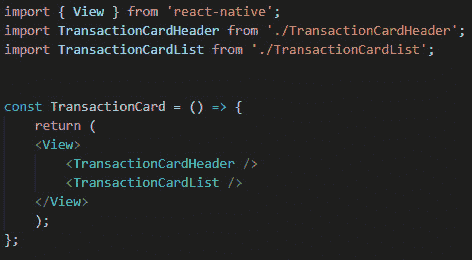 import { View } from 'react-native';
import TransactionCardHeader from './TransactionCardHeader';
import TransactionCardList from './TransactionCardList';
const TransactionCard = () => {
return (
<View>
<TransactionCardHeader />
<TransactionCardList />
</View>
);
};